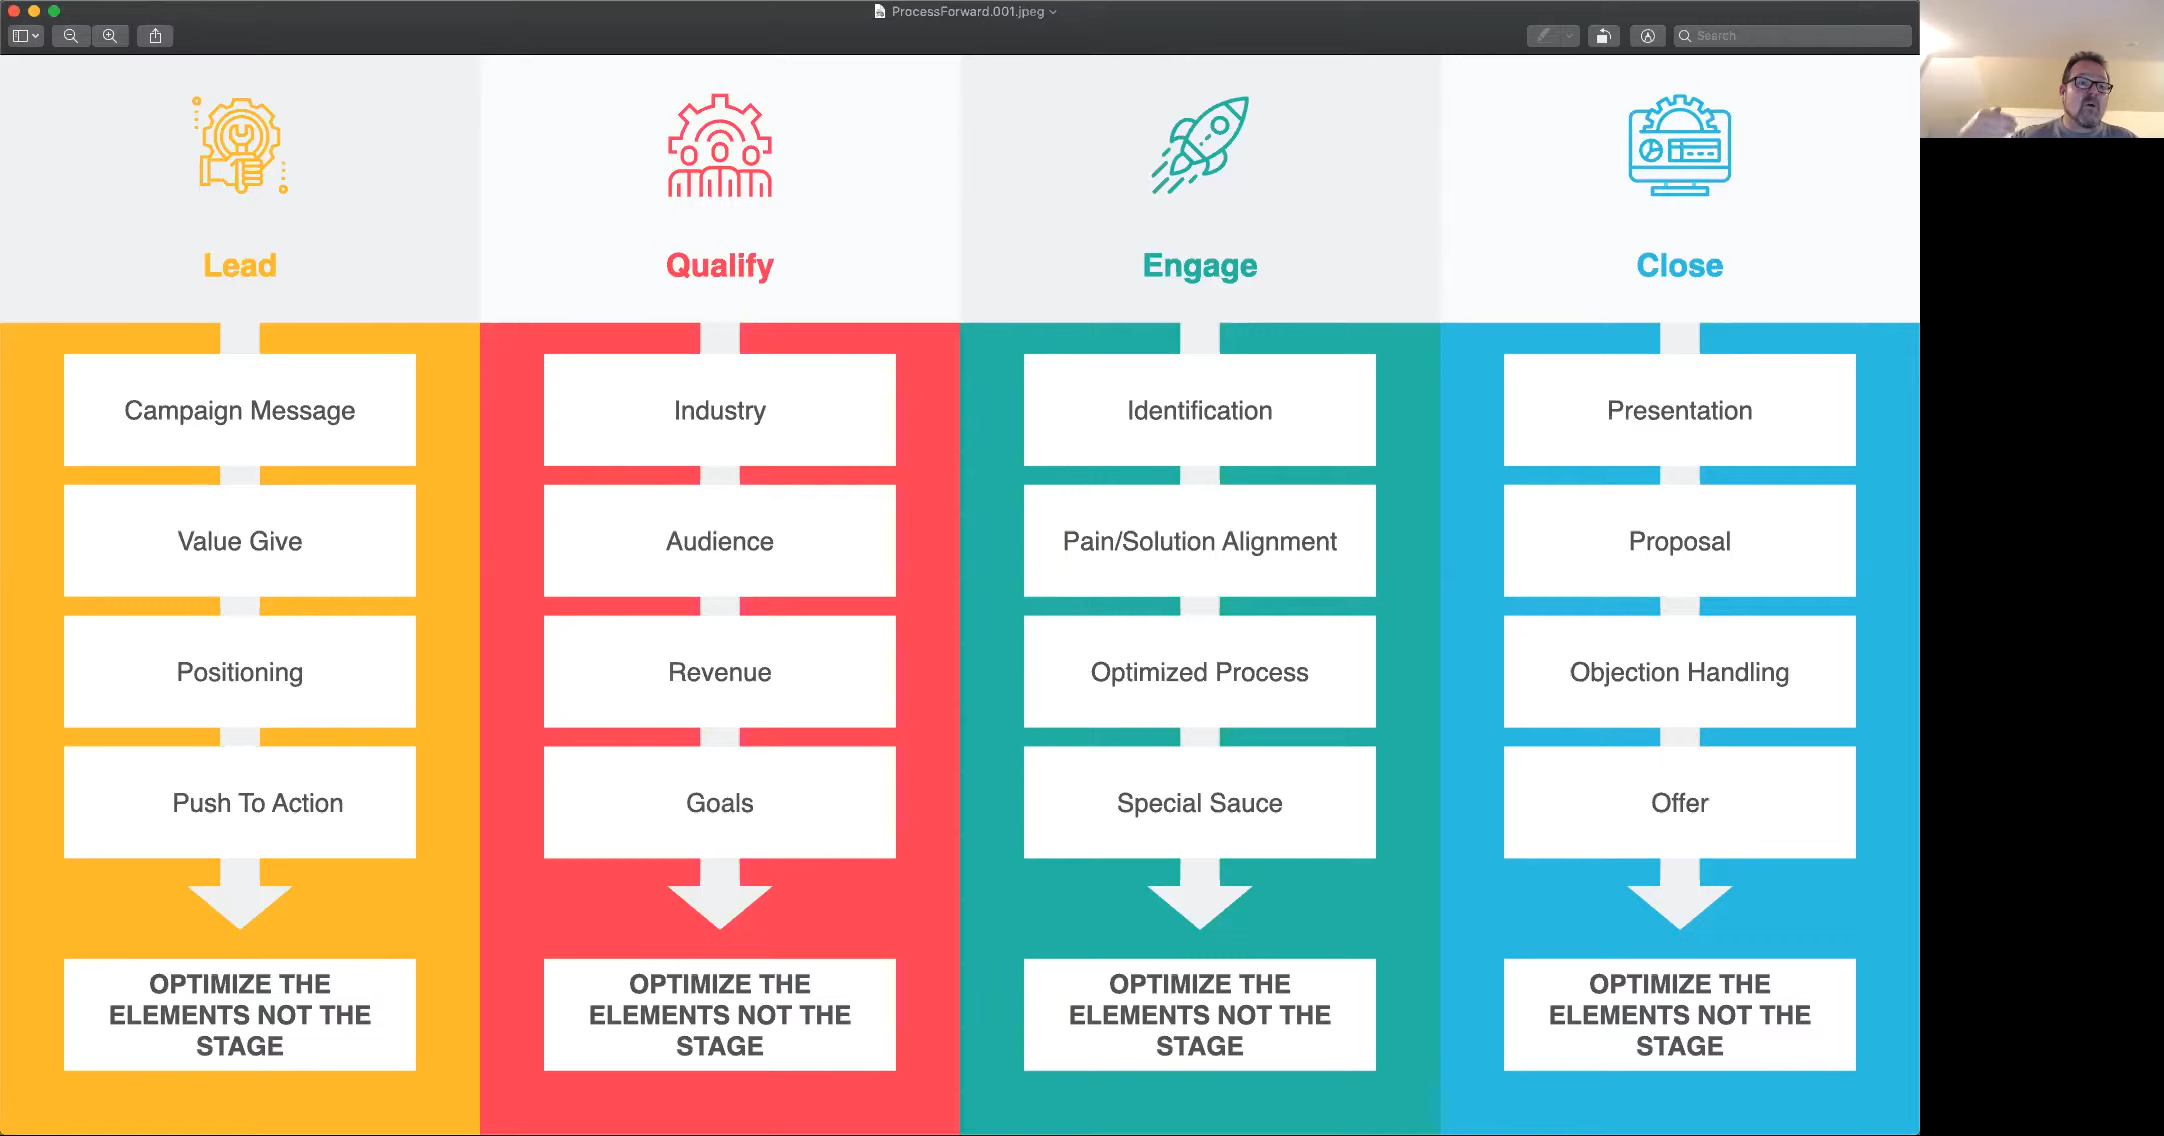 ProcessForward.001.jpeg
Search
Lead
Campaign Message
Value Give
Positioning
Push To Action
OPTIMIZE THE
ELEMENTS NOT THE
STAGE
Qualify
Industry
Audience
Revenue
Goals
OPTIMIZE THE
ELEMENTS NOT THE
STAGE
Engage
Identification
Pain/Solution Alignment
Optimized Process
Special Sauce
OPTIMIZE THE
ELEMENTS NOT THE
STAGE
Close
Presentation
Proposal
Objection Handling
Offer
OPTIMIZE THE
ELEMENTS NOT THE
STAGE